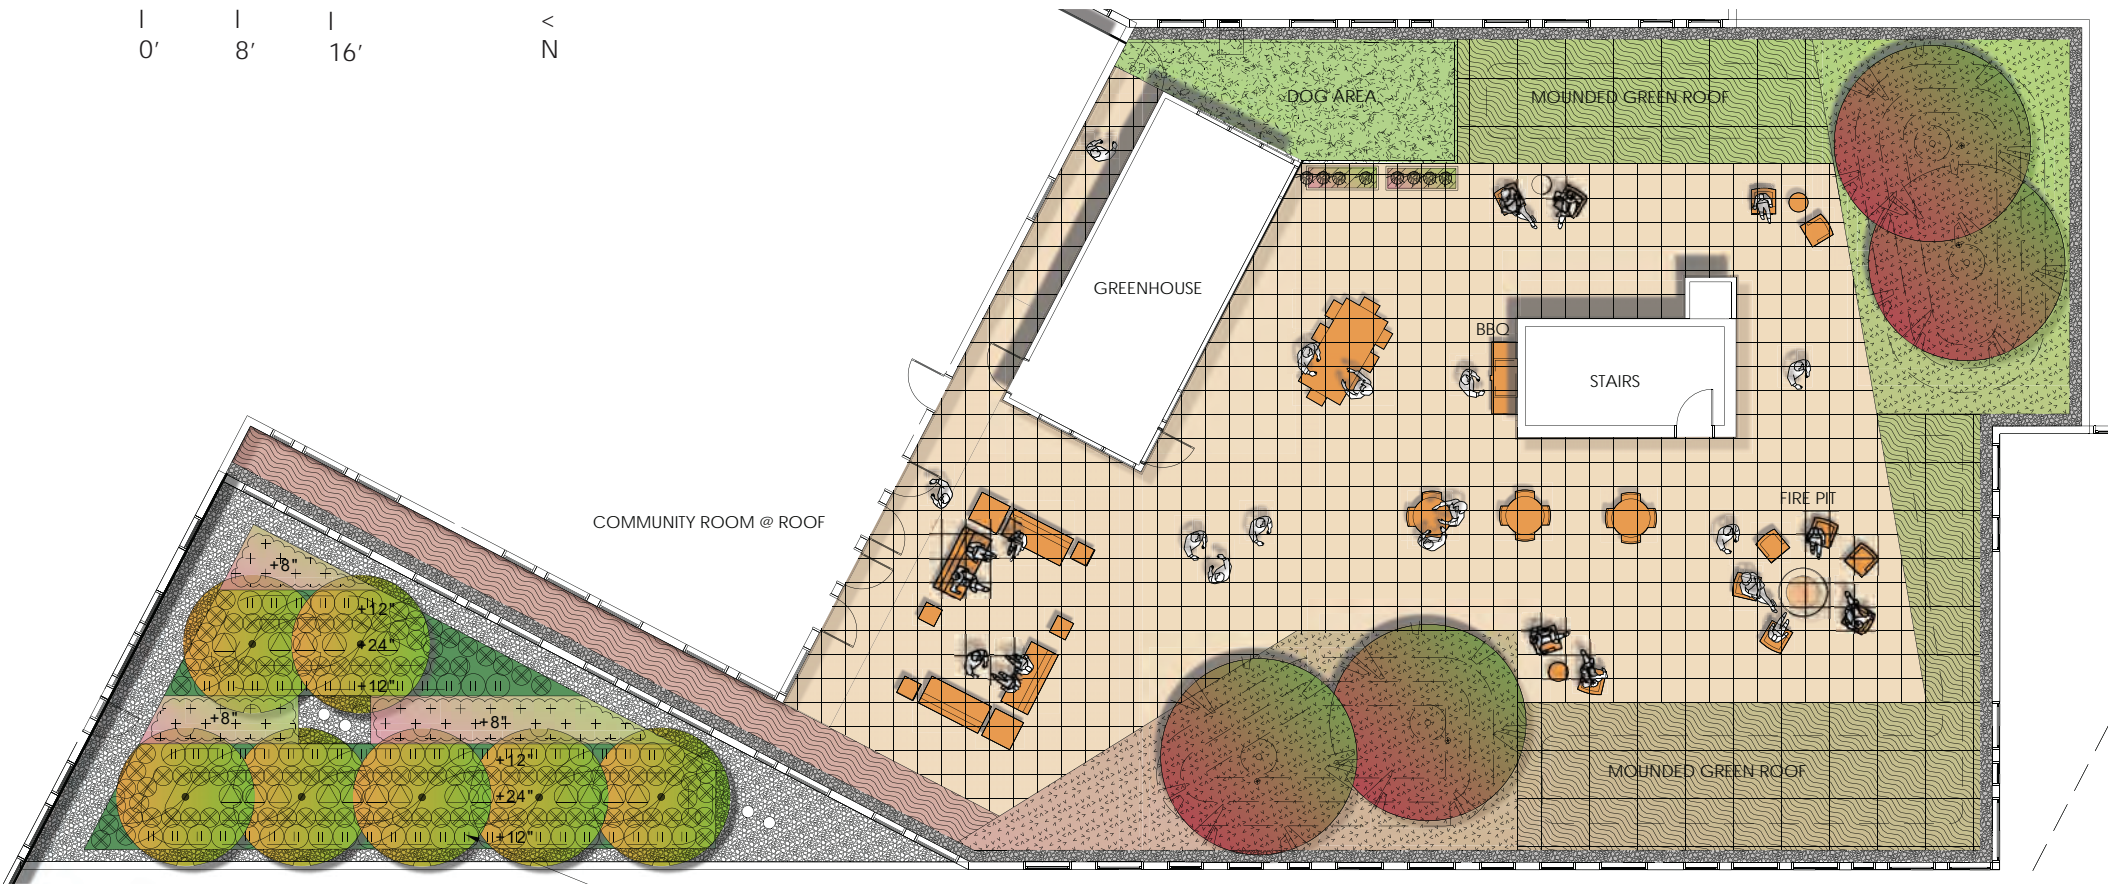 0' 8' 16' N
DOG AREA
MOUNDED GREEN ROOF
GREENHOUSE
BBQ
STAIRS
FIRE PIT
COMMUNITY ROOM @ ROOF
+8"
+12"
+24"
+12"
+8"
+8"
+12"
+24"
+12"
MOUNDED GREEN ROOF